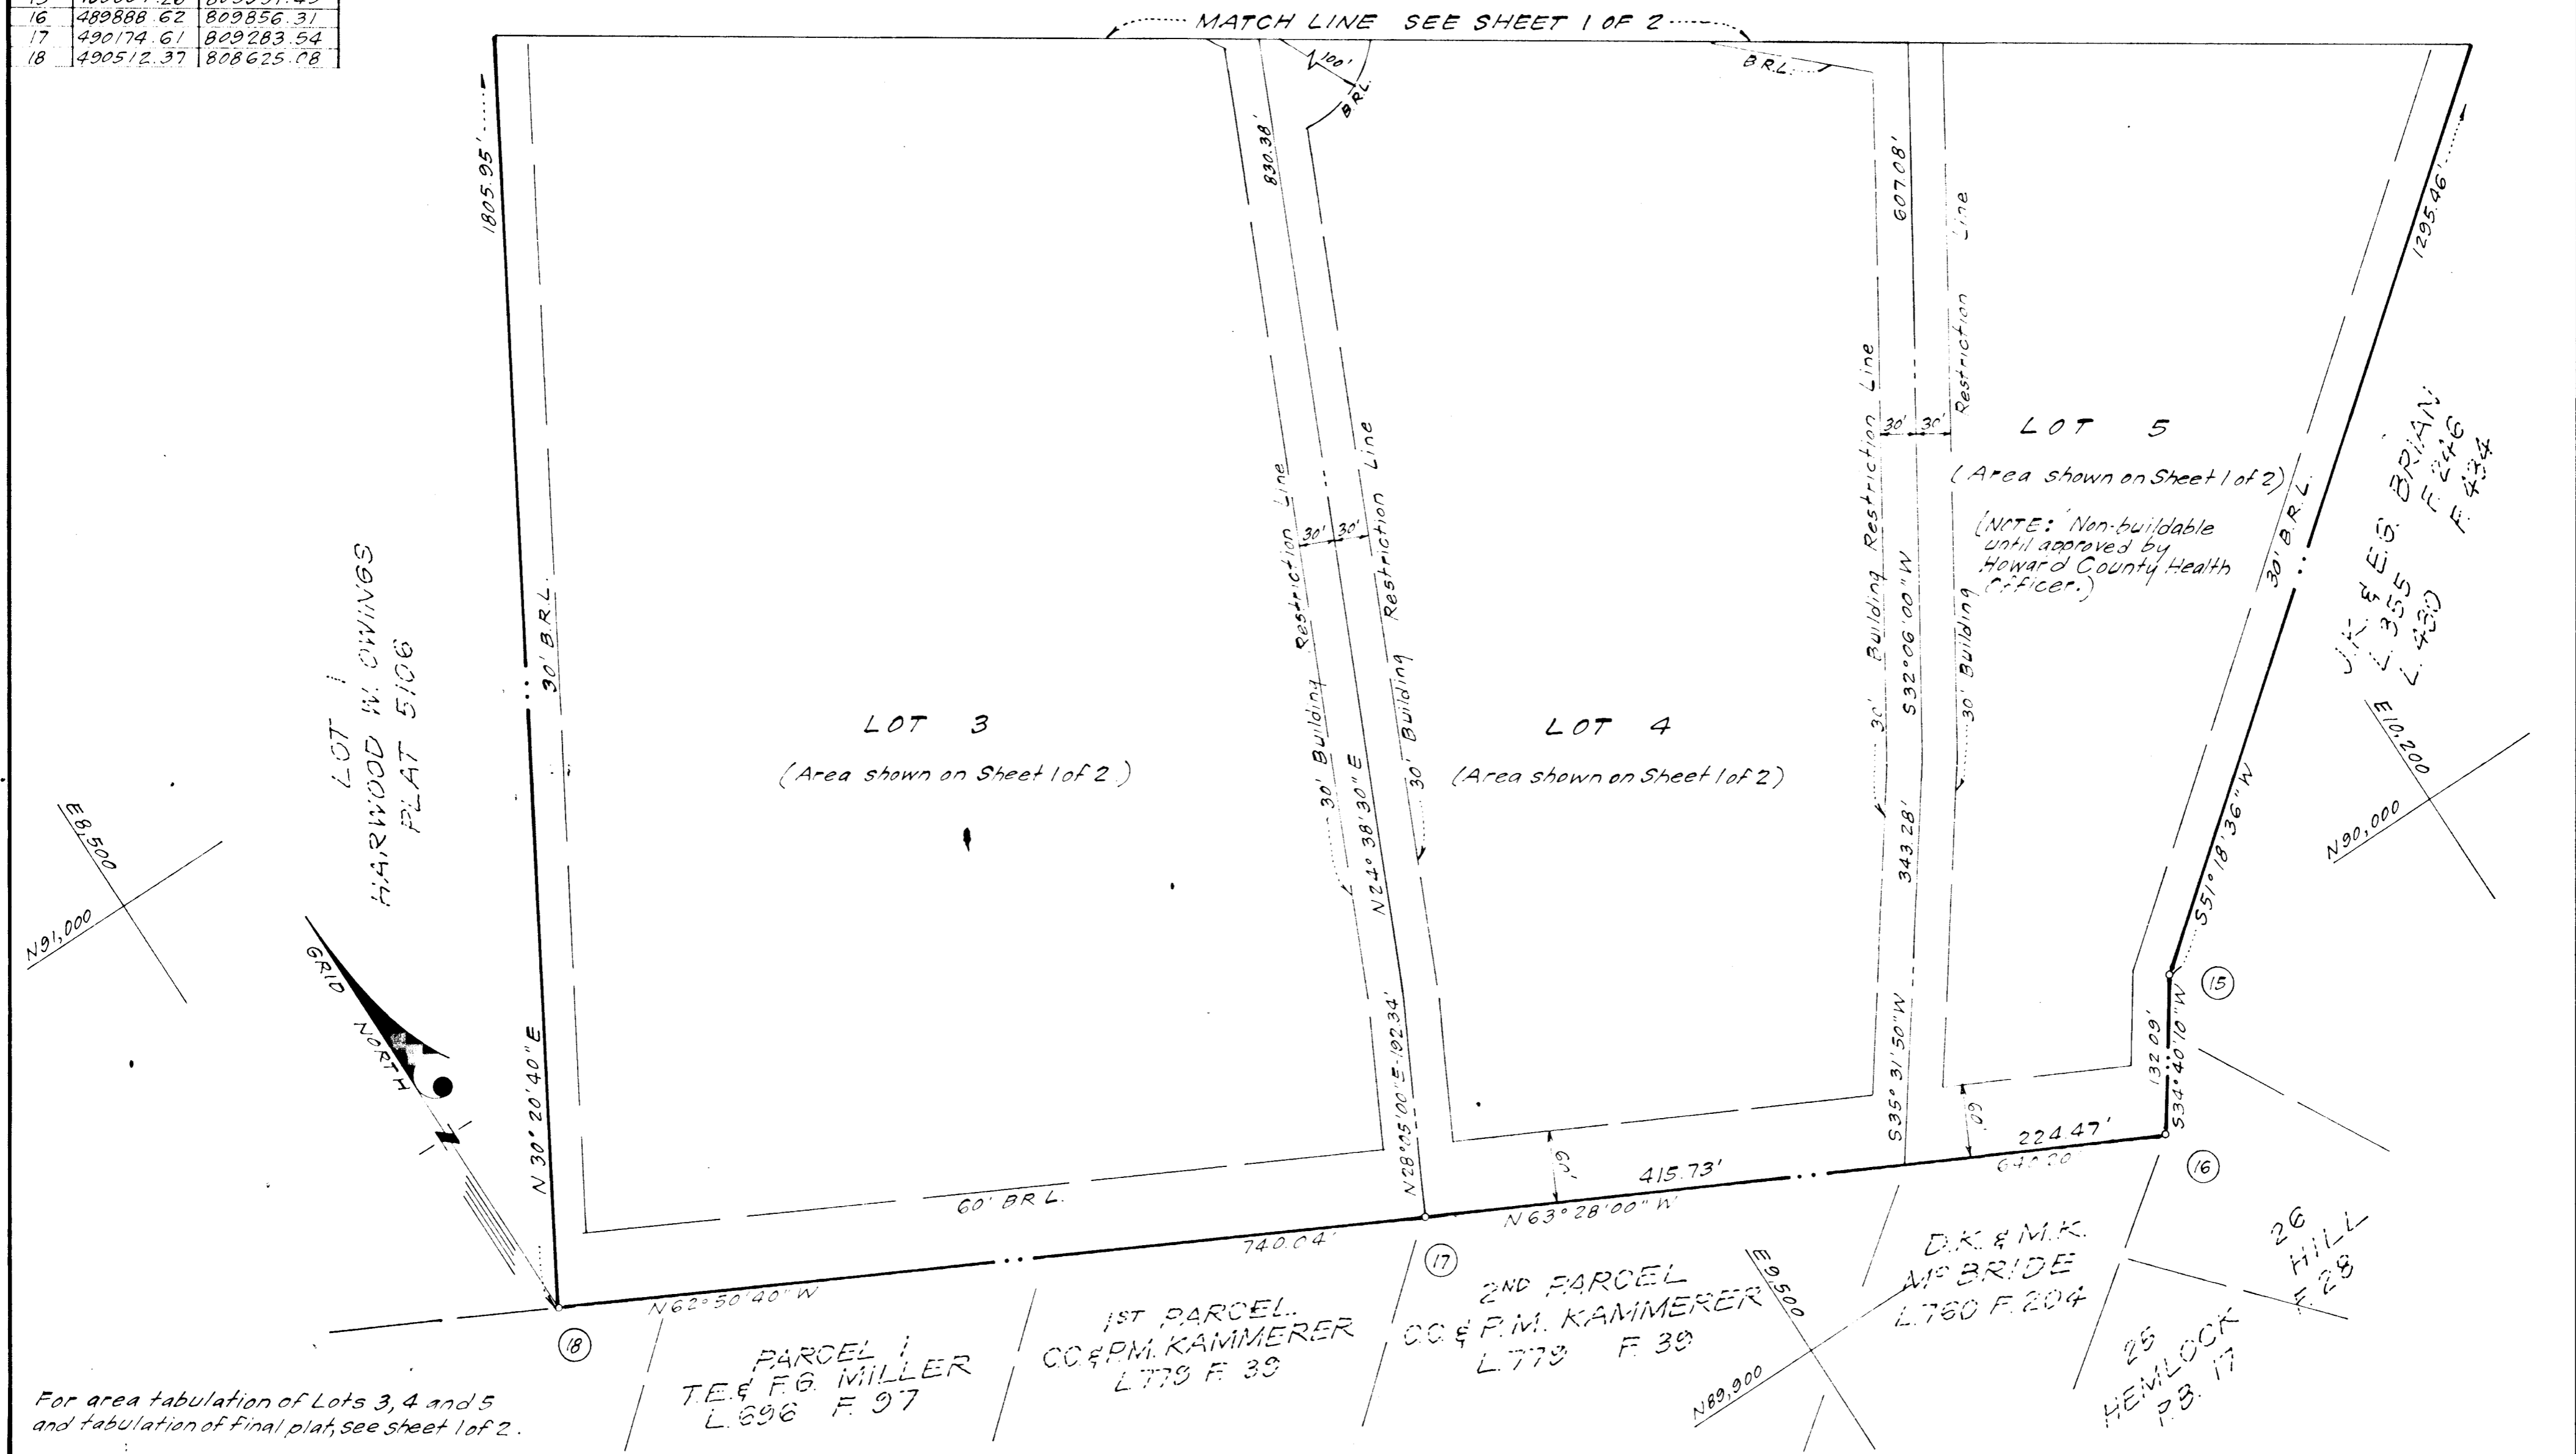 16 489888.62 809856.31
17 490174.61 809283.54
18 490512.37 808625.08
MATCH LINE SEE SHEET 1 OF 2
1805.95'
830.38'
100'
B.R.L.
B.R.L.
607.08'
1295.46'
30' B.R.L.
30' Building Restriction Line
30' 30'
30' Building Restriction Line
N24° 38' 30" E
30' Building Restriction Line
30' 30'
S32° 06' 00" W
30' Building Restriction Line
343.28'
LOT 5
(Area shown on Sheet 1 of 2)
(NOTE: Non-buildable
until approved by
Howard County Health
Officer.)
30' B.R.L.
J.K. & E.S. BRIAN
L. 355 F. 246
L. 480 F. 434
E10,200
N90,000
S51° 18' 36" W
LOT 1
HARWOOD W. OWINGS
PLAT 5106
LOT 3
(Area shown on Sheet 1 of 2)
LOT 4
(Area shown on Sheet 1 of 2)
E8,500
N91,000
GRID NORTH
N 30° 20' 40" E
N28° 05' 00" E - 192.34'
S35° 31' 50" W
15
132.09'
S34° 40' 10" W
60'
60'
224.47'
640.20'
16
415.73'
N63° 28' 00" W
60' B.R.L.
740.04'
17
N62° 50' 40" W
18
PARCEL 1
T.E. & F.G. MILLER
L. 696 F. 97
1ST PARCEL
C.C. & P.M. KAMMERER
L. 779 F. 39
2ND PARCEL
C.C. & P.M. KAMMERER
L. 779 F. 39
E9,500
N89,900
D.K. & M.K.
McBRIDE
L. 760 F. 204
26
HILL
F. 28
25
HEMLOCK
P.B. 17
For area tabulation of Lots 3, 4 and 5
and tabulation of final plat, see sheet 1 of 2.